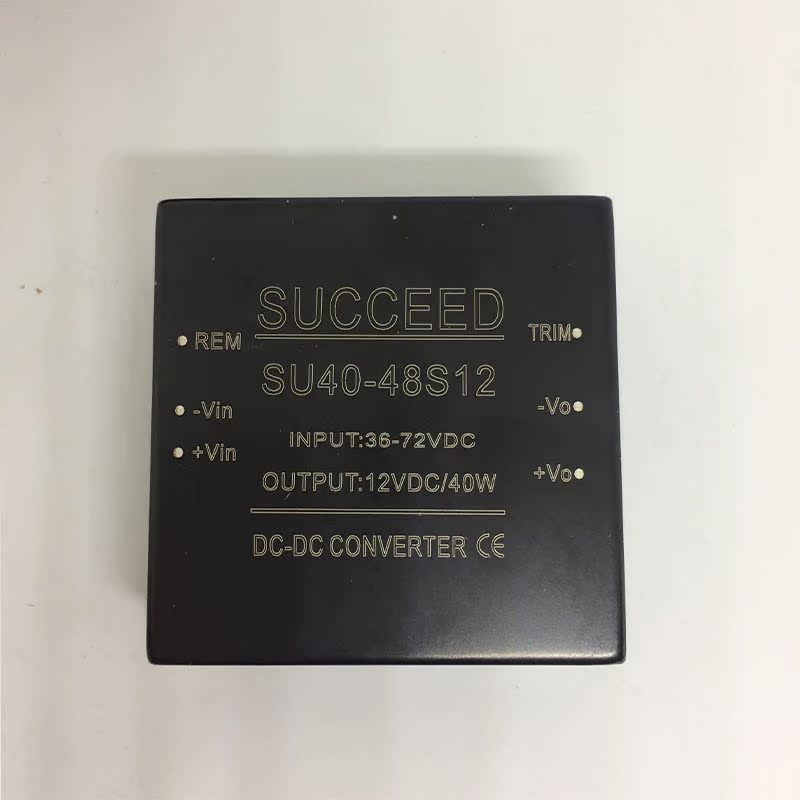 SUCCEED
REM
TRIM
SU40-48S12
-Vin
-Vo
INPUT:36-72VDC
+Vin
+Vo
OUTPUT:12VDC/40W
DC-DC CONVERTER CE